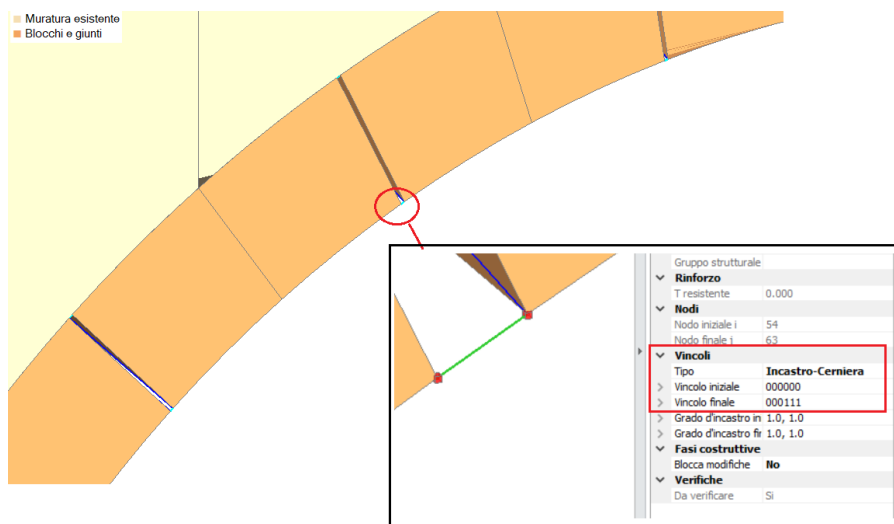 Muratura esistente
Blocchi e giunti
Gruppo strutturale
Rinforzo
T resistente 0.000
Nodi
Nodo iniziale i 54
Nodo finale j 63
Vincoli
Tipo Incastro-Cerniera
Vincolo iniziale 000000
Vincolo finale 000111
Grado d'incastro in 1.0, 1.0
Grado d'incastro fir 1.0, 1.0
Fasi costruttive
Blocca modifiche No
Verifiche
Da verificare Si